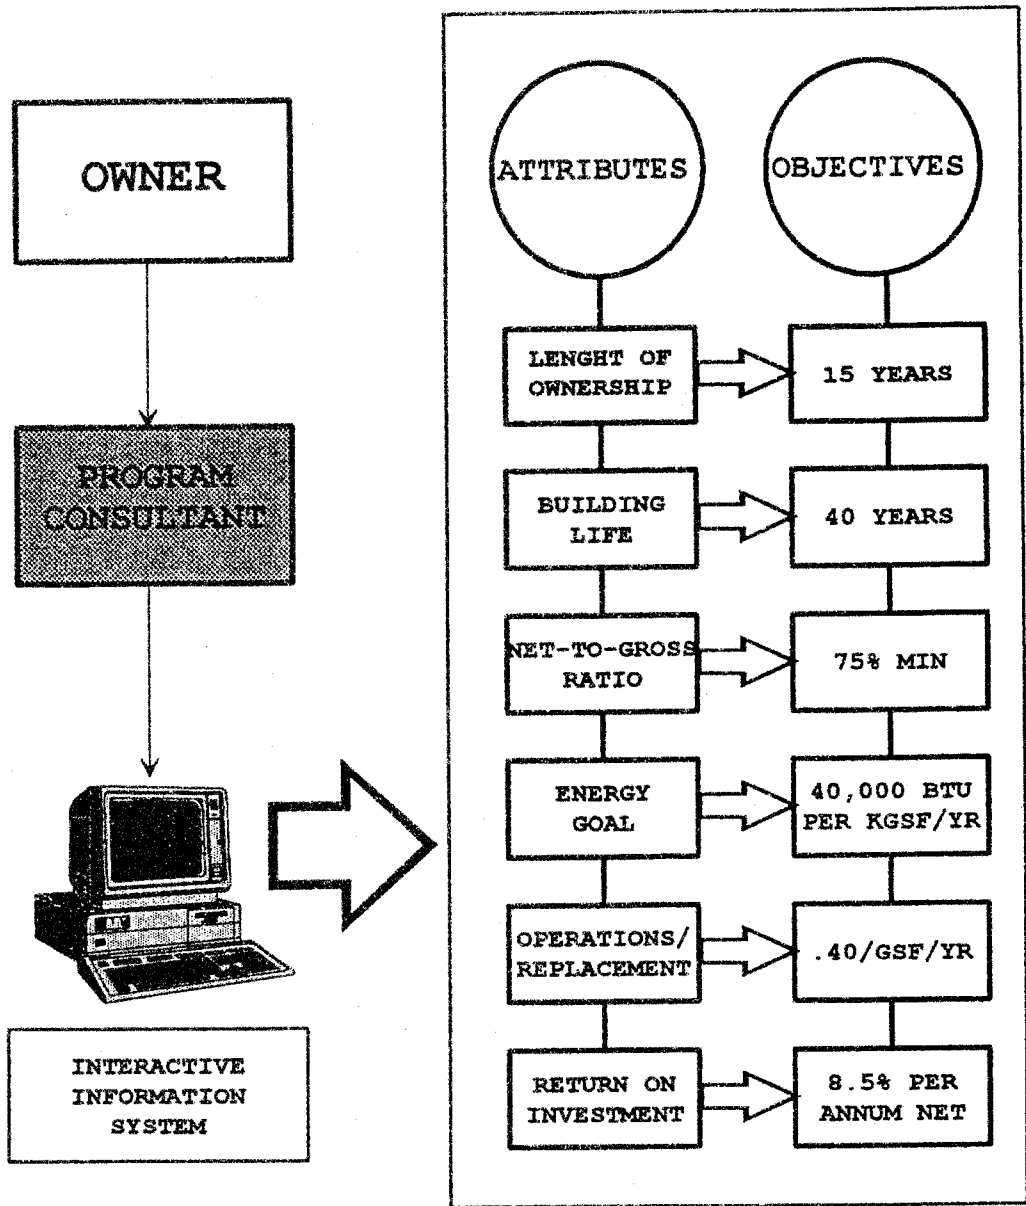 OWNER
PROGRAM
CONSULTANT
INTERACTIVE
INFORMATION
SYSTEM
ATTRIBUTES
OBJECTIVES
LENGHT OF
OWNERSHIP
15 YEARS
BUILDING
LIFE
40 YEARS
NET-TO-GROSS
RATIO
75% MIN
ENERGY
GOAL
40,000 BTU
PER KGSF/YR
OPERATIONS/
REPLACEMENT
.40/GSF/YR
RETURN ON
INVESTMENT
8.5% PER
ANNUM NET